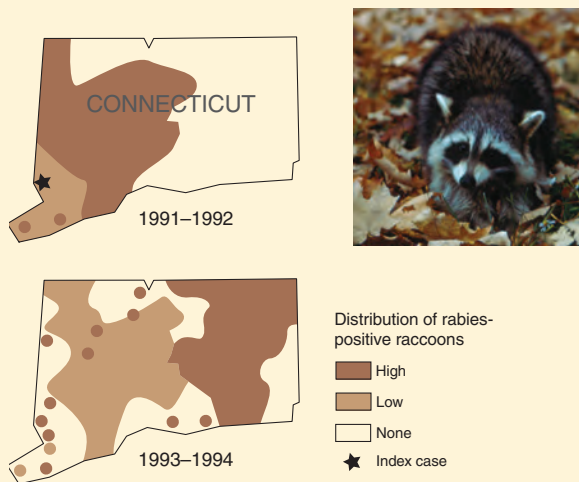 CONNECTICUT
1991–1992
1993–1994
Distribution of rabies-
positive raccoons
High
Low
None
Index case